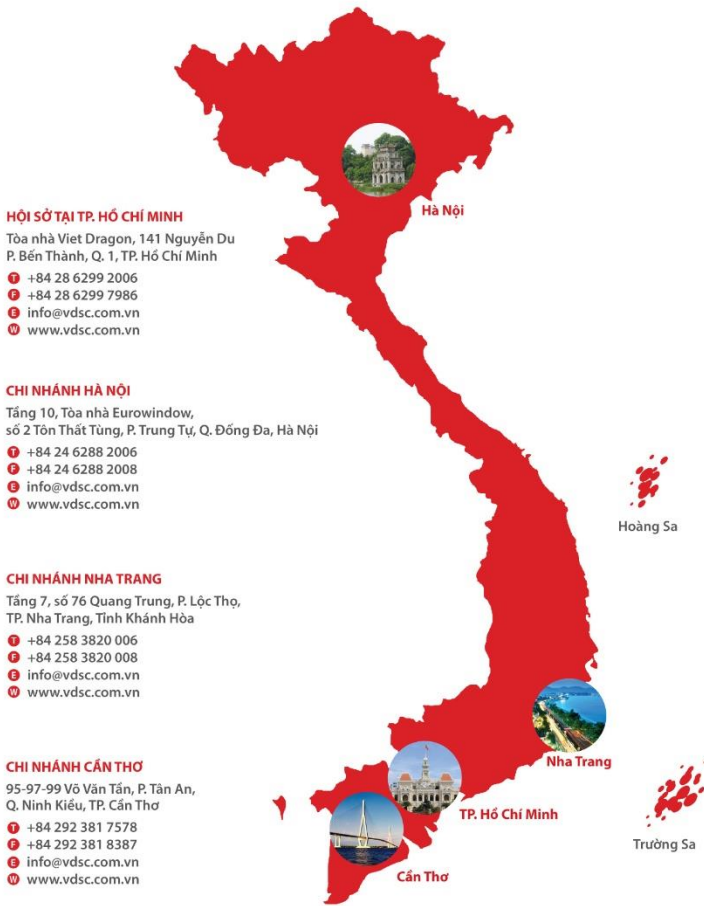 HỘI SỞ TẠI TP. HỒ CHÍ MINH
Tòa nhà Viet Dragon, 141 Nguyễn Du
P. Bến Thành, Q. 1, TP. Hồ Chí Minh
T +84 28 6299 2006
F +84 28 6299 7986
E info@vdsc.com.vn
W www.vdsc.com.vn
CHI NHÁNH HÀ NỘI
Tầng 10, Tòa nhà Eurowindow,
số 2 Tôn Thất Tùng, P. Trung Tự, Q. Đống Đa, Hà Nội
T +84 24 6288 2006
F +84 24 6288 2008
E info@vdsc.com.vn
W www.vdsc.com.vn
CHI NHÁNH NHA TRANG
Tầng 7, số 76 Quang Trung, P. Lộc Thọ,
TP. Nha Trang, Tỉnh Khánh Hòa
T +84 258 3820 006
F +84 258 3820 008
E info@vdsc.com.vn
W www.vdsc.com.vn
CHI NHÁNH CẦN THƠ
95-97-99 Võ Văn Tần, P. Tân An,
Q. Ninh Kiều, TP. Cần Thơ
T +84 292 381 7578
F +84 292 381 8387
E info@vdsc.com.vn
W www.vdsc.com.vn
Hà Nội
Hoàng Sa
Nha Trang
TP. Hồ Chí Minh
Trường Sa
Cần Thơ